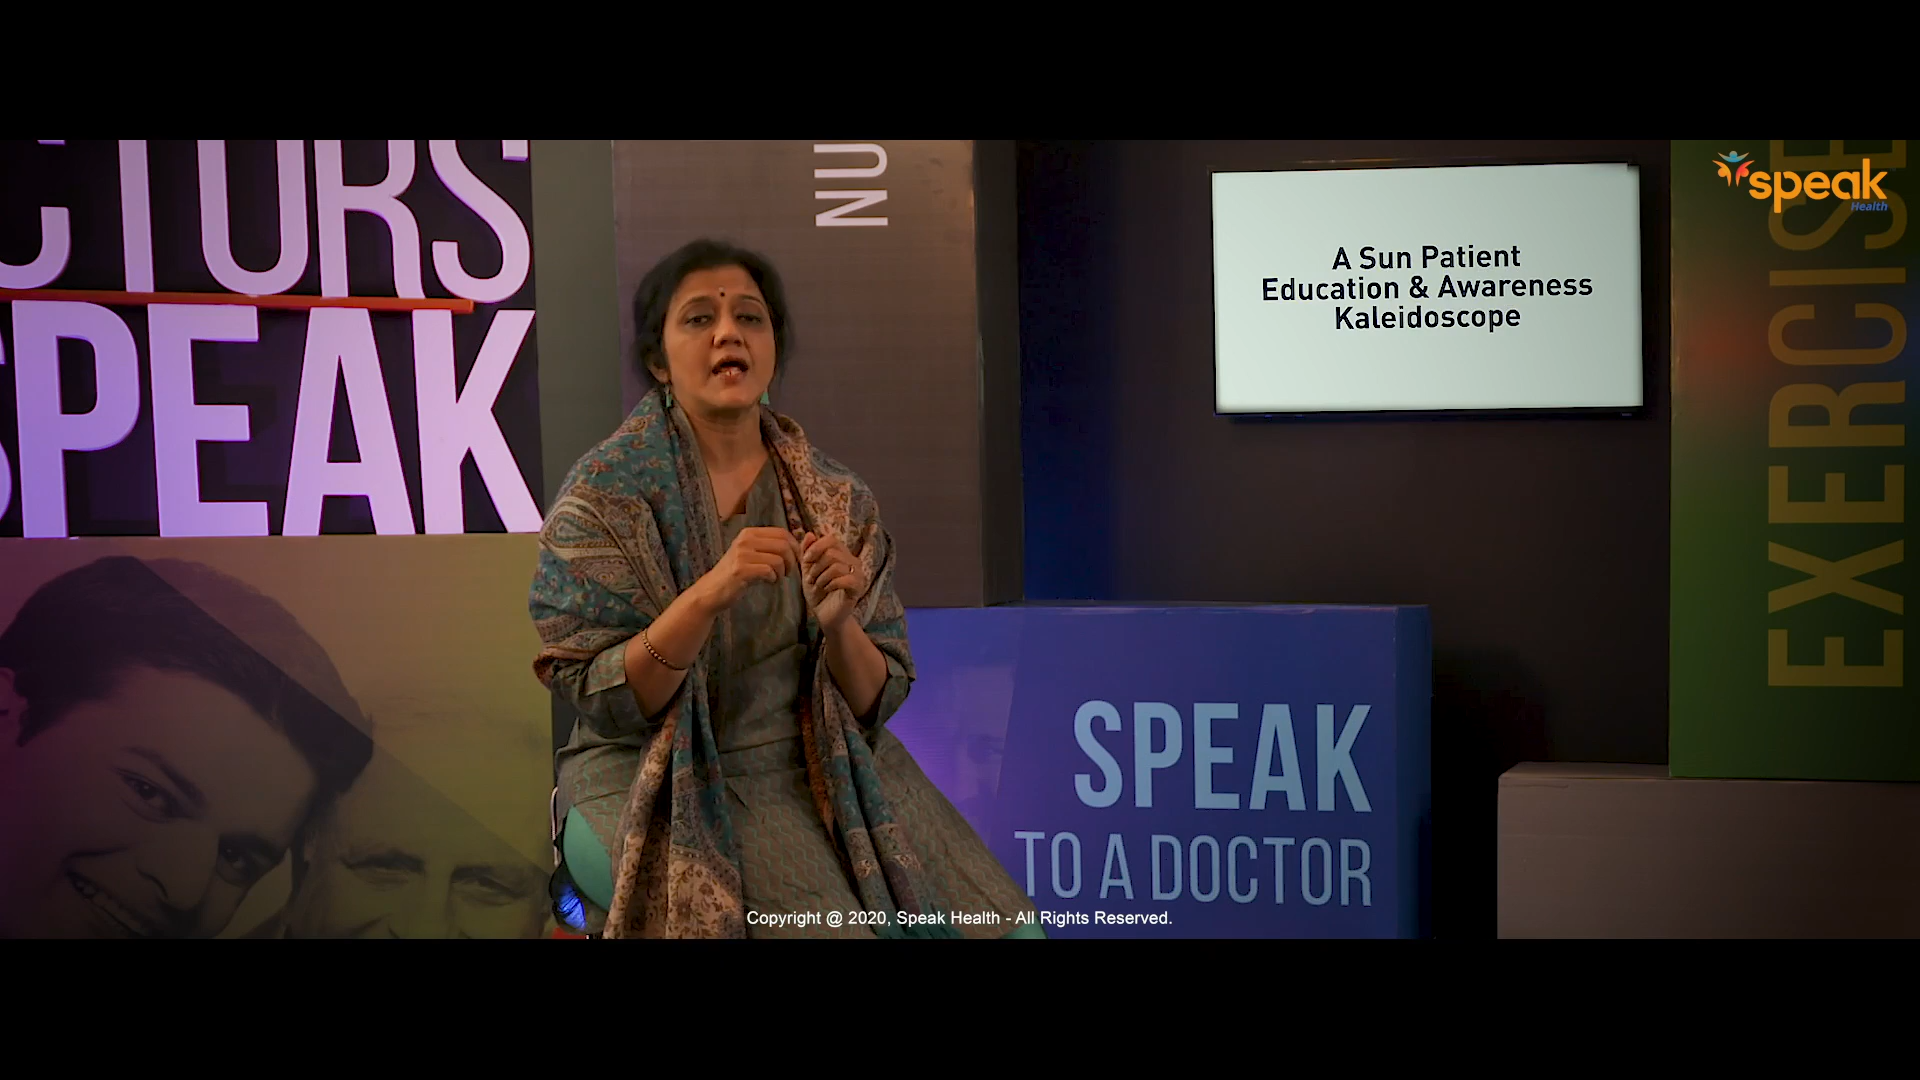 CTORS
SPEAK
NU
A Sun Patient
Education & Awareness
Kaleidoscope
speak
Health
EXERCISE
SPEAK
TO A DOCTOR
Copyright @ 2020, Speak Health - All Rights Reserved.